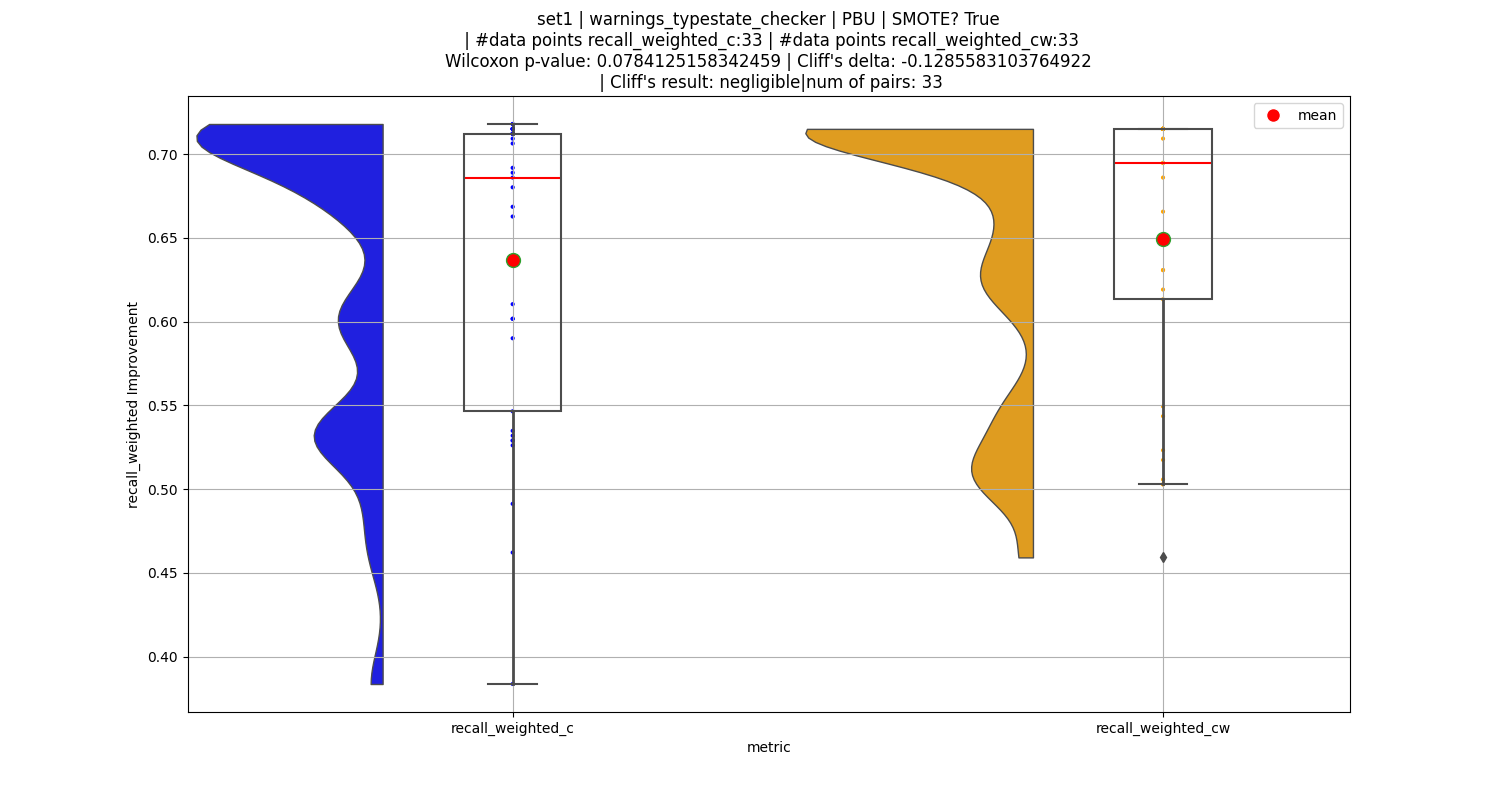 set1 | warnings_typestate_checker | PBU | SMOTE? True
| #data points recall_weighted_c:33 | #data points recall_weighted_cw:33
Wilcoxon p-value: 0.0784125158342459 | Cliff's delta: -0.1285583103764922
| Cliff's result: negligible|num of pairs: 33
mean
recall_weighted Improvement
0.70
0.65
0.60
0.55
0.50
0.45
0.40
recall_weighted_c
recall_weighted_cw
metric